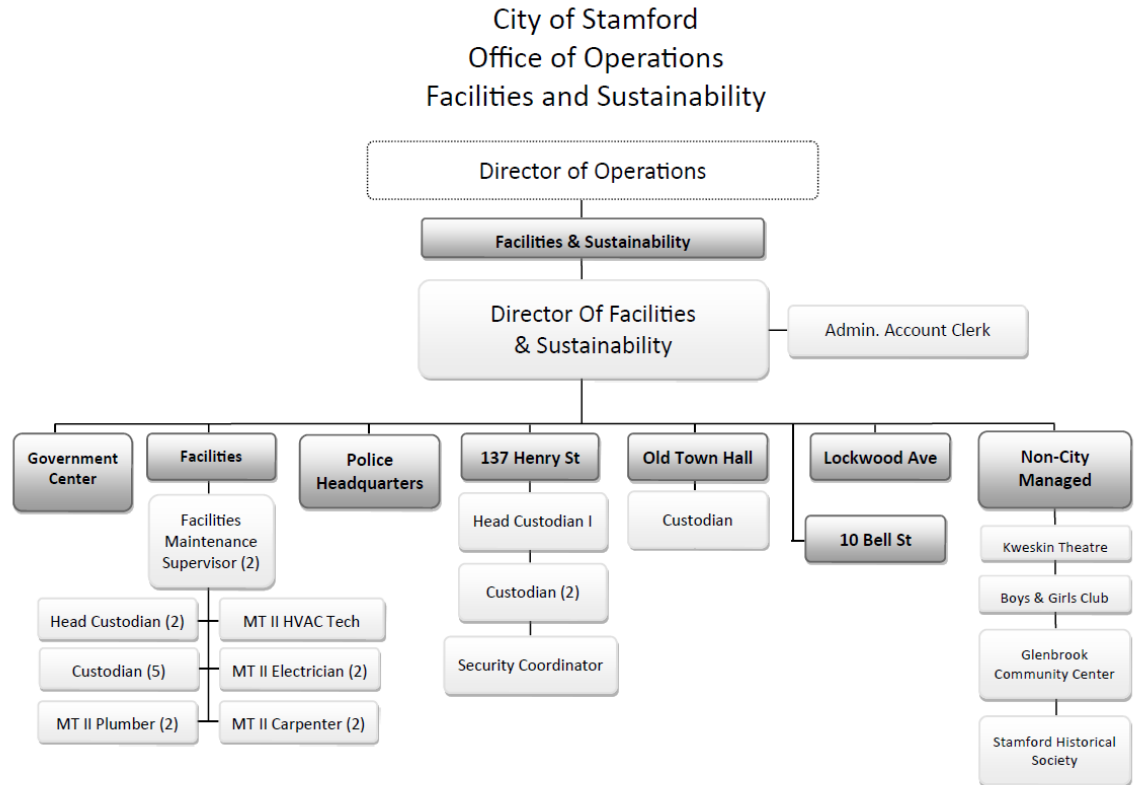 City of Stamford
Office of Operations
Facilities and Sustainability
Director of Operations
Facilities & Sustainability
Director Of Facilities
& Sustainability
Admin. Account Clerk
Government
Center
Facilities
Police
Headquarters
137 Henry St
Old Town Hall
Lockwood Ave
Non-City
Managed
Facilities
Maintenance
Supervisor (2)
Head Custodian I
Custodian
10 Bell St
Kweskin Theatre
Head Custodian (2)
MT II HVAC Tech
Custodian (2)
Boys & Girls Club
Custodian (5)
MT II Electrician (2)
Security Coordinator
Glenbrook
Community Center
MT II Plumber (2)
MT II Carpenter (2)
Stamford Historical
Society